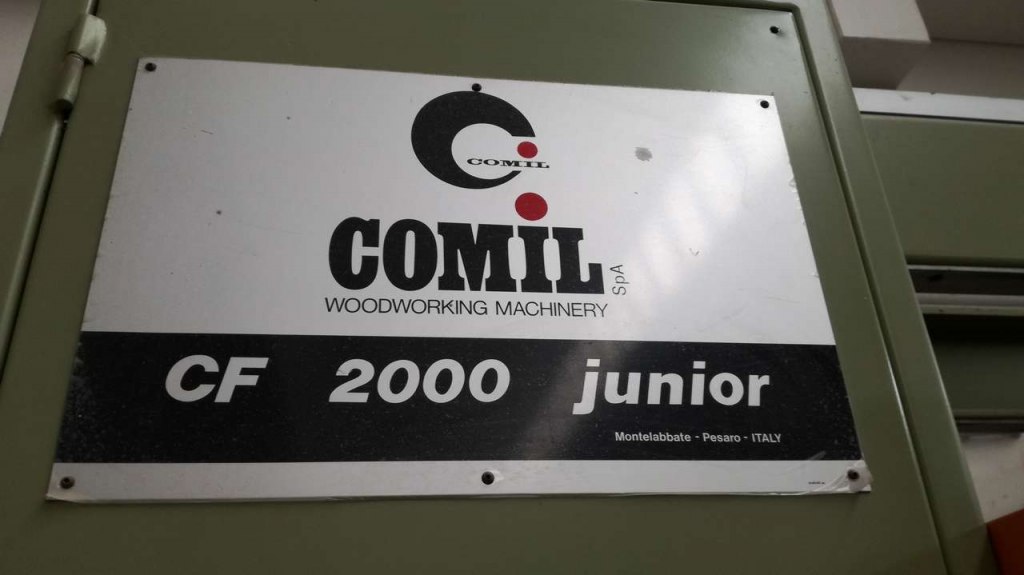 COMIL
COMIL SpA
WOODWORKING MACHINERY
CF 2000 junior
Montelabbate - Pesaro - ITALY